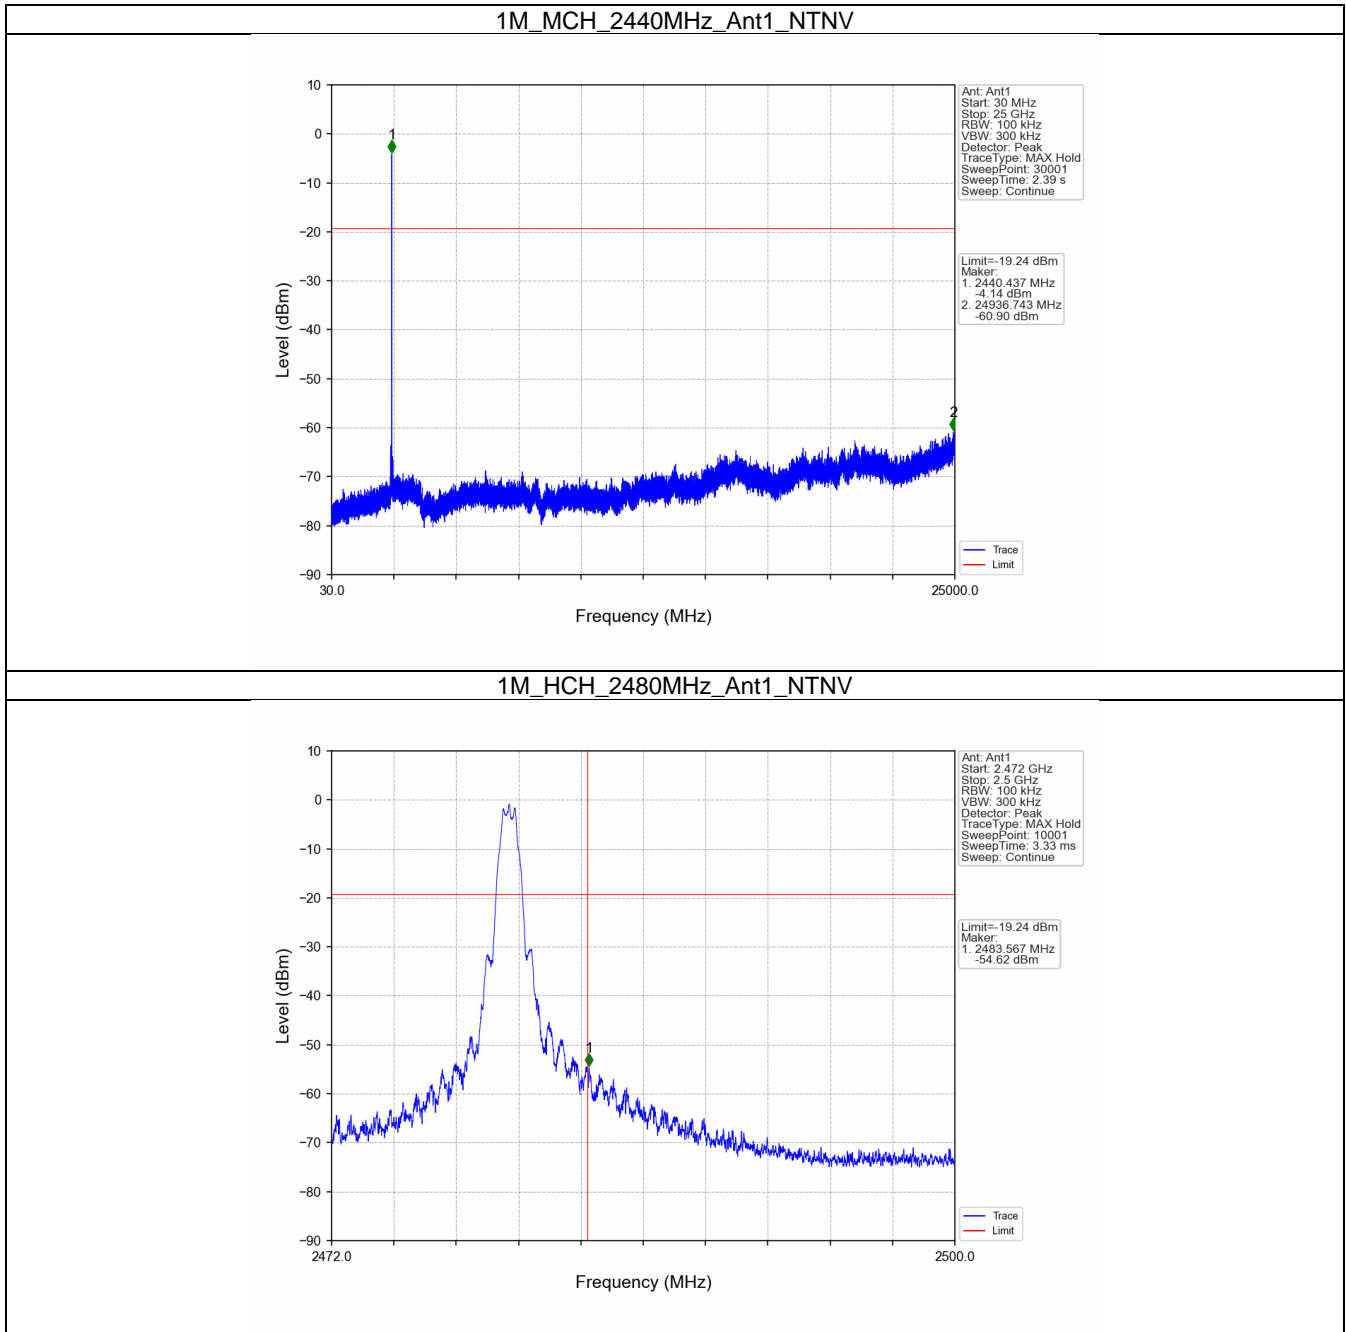 1M_MCH_2440MHz_Ant1_NTNV
10
0
−10
−20
−30
−40
−50
−60
−70
−80
−90
Level (dBm)
1
2
30.0
25000.0
Frequency (MHz)
Ant: Ant1
Start: 30 MHz
Stop: 25 GHz
RBW: 100 kHz
VBW: 300 kHz
Detector: Peak
TraceType: MAX Hold
SweepPoint: 30001
SweepTime: 2.39 s
Sweep: Continue
Limit=-19.24 dBm
Maker:
1. 2440.437 MHz
-4.14 dBm
2. 24936.743 MHz
-60.90 dBm
Trace
Limit
1M_HCH_2480MHz_Ant1_NTNV
10
0
−10
−20
−30
−40
−50
−60
−70
−80
−90
Level (dBm)
1
2472.0
2500.0
Frequency (MHz)
Ant: Ant1
Start: 2.472 GHz
Stop: 2.5 GHz
RBW: 100 kHz
VBW: 300 kHz
Detector: Peak
TraceType: MAX Hold
SweepPoint: 10001
SweepTime: 3.33 ms
Sweep: Continue
Limit=-19.24 dBm
Maker:
1. 2483.567 MHz
-54.62 dBm
Trace
Limit